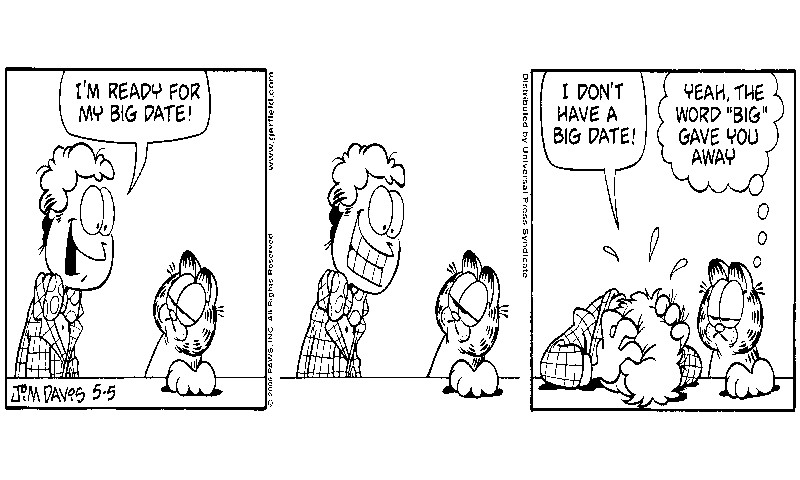 I'M READY FOR
MY BIG DATE!
JIM DAVIS 5-5
www.garfield.com
© 2006 PAWS, INC. All Rights Reserved
Distributed by Universal Press Syndicate
I DON'T
HAVE A
BIG DATE!
YEAH, THE
WORD "BIG"
GAVE YOU
AWAY